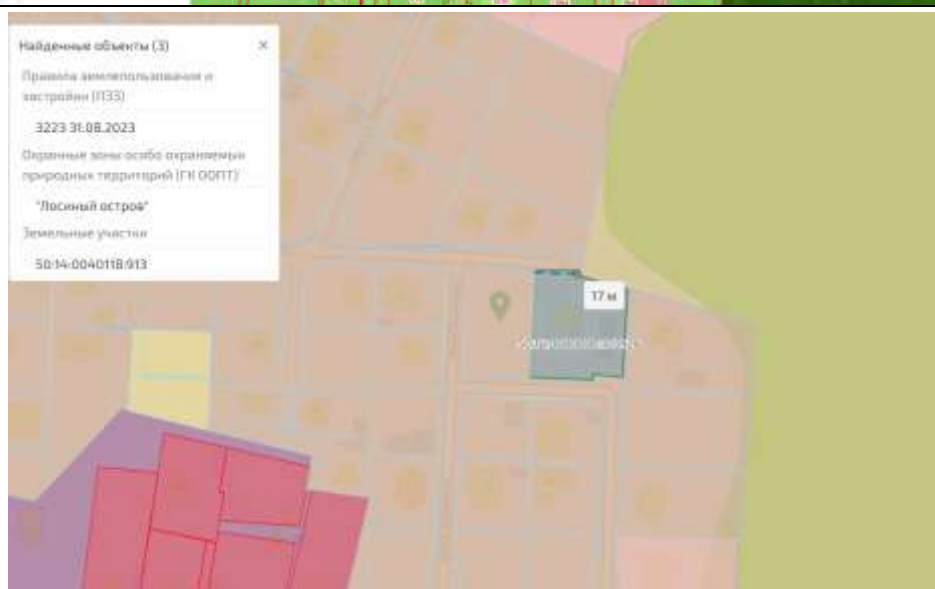 Найденные объекты (3)
Правила землепользования и
застройки (ПЗЗ)
3223 31.08.2023
Охранные зоны особо охраняемых
природных территорий (ГК ООПТ)
"Лосиный остров"
Земельные участки
50:14:0040118:913
17 м